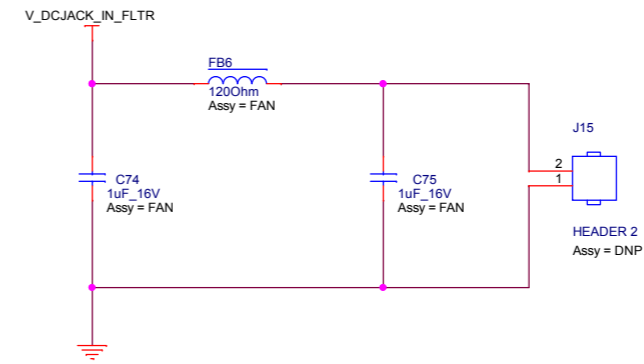 V_DCJACK_IN_FLTR
FB6
120Ohm
Assy = FAN
J15
2
1
C74
1uF_16V
Assy = FAN
C75
1uF_16V
Assy = FAN
HEADER 2
Assy = DNP